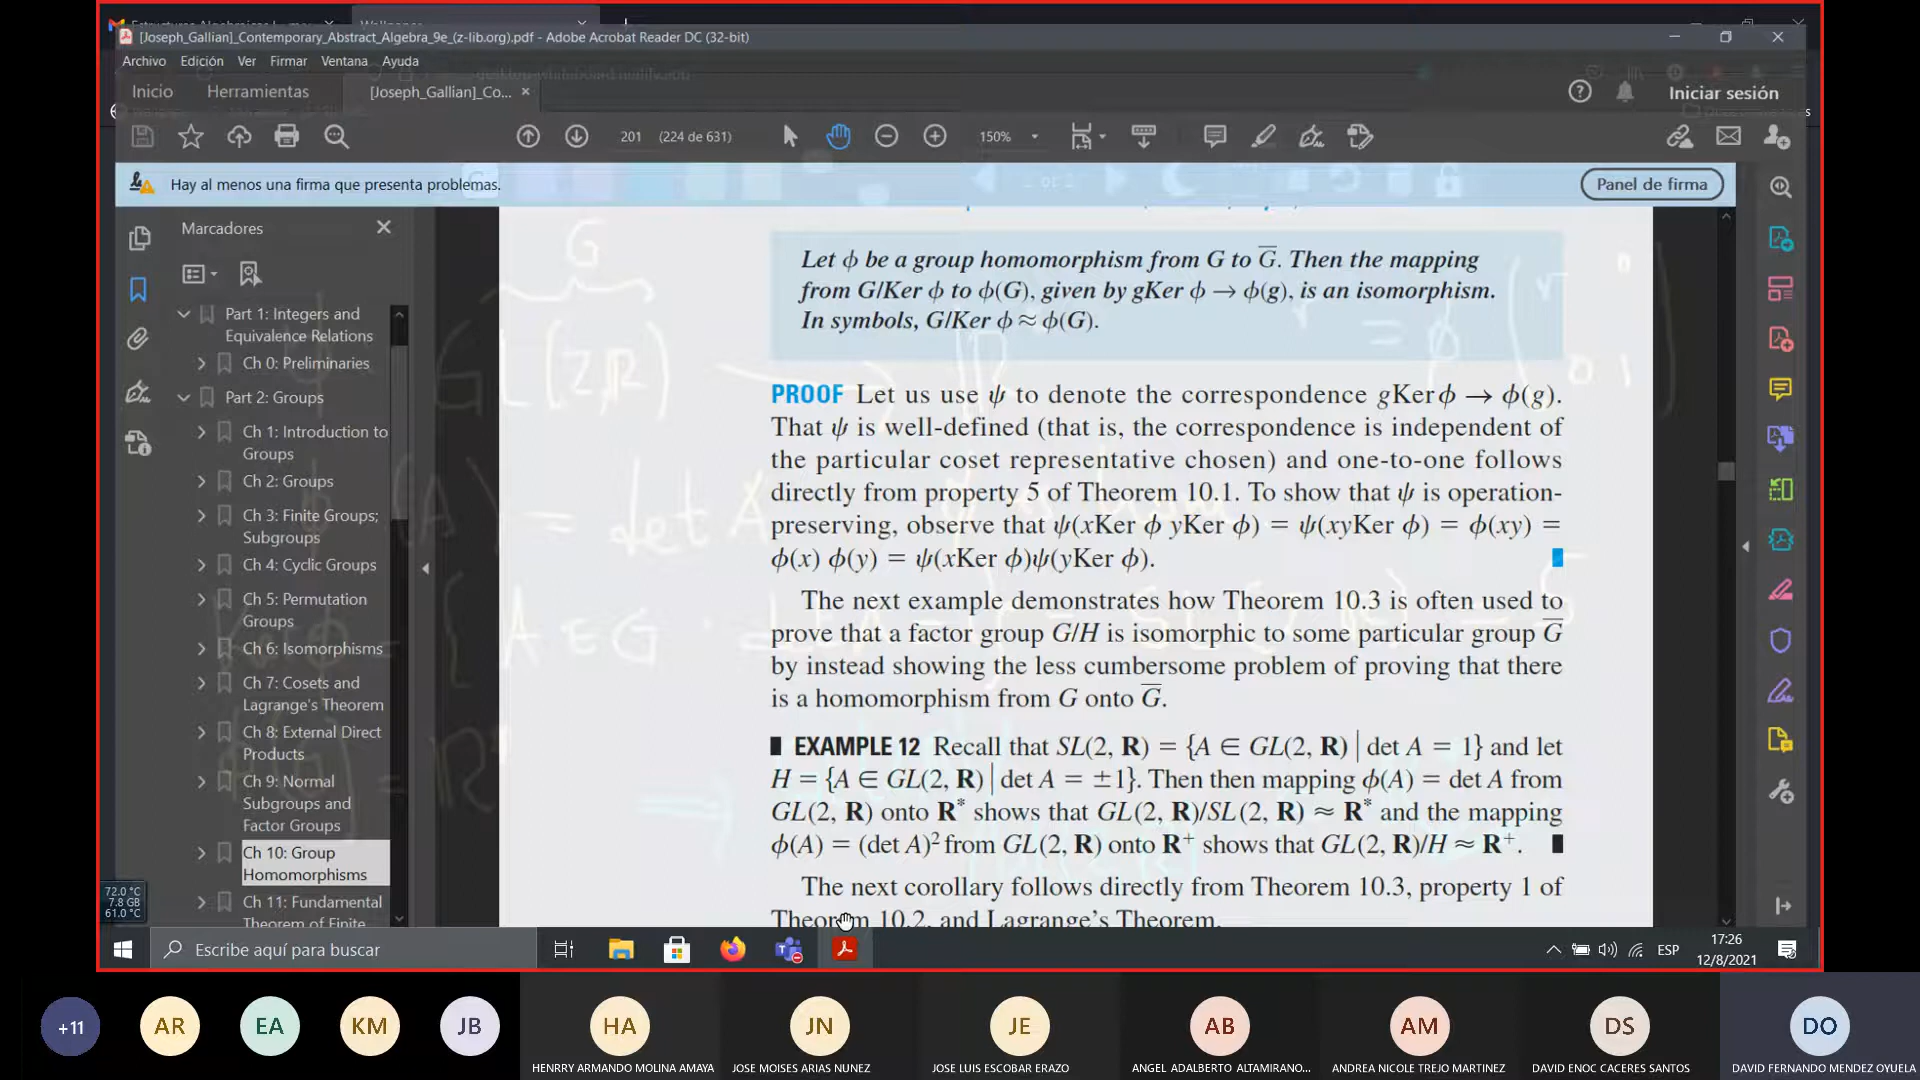 [Joseph_Gallian]_Contemporary_Abstract_Algebra_9e_(z-lib.org).pdf - Adobe Acrobat Reader DC (32-bit)
Archivo Edición Ver Firmar Ventana Ayuda
Inicio Herramientas [Joseph_Gallian]_Co... × Iniciar sesión
201 (224 de 631) 150%
Hay al menos una firma que presenta problemas. Panel de firma
Marcadores
Part 1: Integers and
Equivalence Relations
Ch 0: Preliminaries
Part 2: Groups
Ch 1: Introduction to
Groups
Ch 2: Groups
Ch 3: Finite Groups;
Subgroups
Ch 4: Cyclic Groups
Ch 5: Permutation
Groups
Ch 6: Isomorphisms
Ch 7: Cosets and
Lagrange's Theorem
Ch 8: External Direct
Products
Ch 9: Normal
Subgroups and
Factor Groups
Ch 10: Group
Homomorphisms
Ch 11: Fundamental
Theorem of Finite
Let ϕ be a group homomorphism from G to G̅. Then the mapping
from G/Ker ϕ to ϕ(G), given by gKer ϕ → ϕ(g), is an isomorphism.
In symbols, G/Ker ϕ ≈ ϕ(G).
PROOF Let us use ψ to denote the correspondence gKer ϕ → ϕ(g).
That ψ is well-defined (that is, the correspondence is independent of
the particular coset representative chosen) and one-to-one follows
directly from property 5 of Theorem 10.1. To show that ψ is operation-
preserving, observe that ψ(xKer ϕ yKer ϕ) = ψ(xyKer ϕ) = ϕ(xy) =
ϕ(x) ϕ(y) = ψ(xKer ϕ)ψ(yKer ϕ).
The next example demonstrates how Theorem 10.3 is often used to
prove that a factor group G/H is isomorphic to some particular group G̅
by instead showing the less cumbersome problem of proving that there
is a homomorphism from G onto G̅.
EXAMPLE 12 Recall that SL(2, R) = {A ∈ GL(2, R) | det A = 1} and let
H = {A ∈ GL(2, R) | det A = ±1}. Then then mapping ϕ(A) = det A from
GL(2, R) onto R* shows that GL(2, R)/SL(2, R) ≈ R* and the mapping
ϕ(A) = (det A)² from GL(2, R) onto R⁺ shows that GL(2, R)/H ≈ R⁺.
The next corollary follows directly from Theorem 10.3, property 1 of
Theorem 10.2, and Lagrange's Theorem.
72.0 °C
7.8 GB
61.0 °C
Escribe aquí para buscar
ESP
17:26
12/8/2021
+11 AR EA KM JB HA JN JE AB AM DS DO
HENRRY ARMANDO MOLINA AMAYA
JOSE MOISES ARIAS NUNEZ
JOSE LUIS ESCOBAR ERAZO
ANGEL ADALBERTO ALTAMIRANO...
ANDREA NICOLE TREJO MARTINEZ
DAVID ENOC CACERES SANTOS
DAVID FERNANDO MENDEZ OYUELA